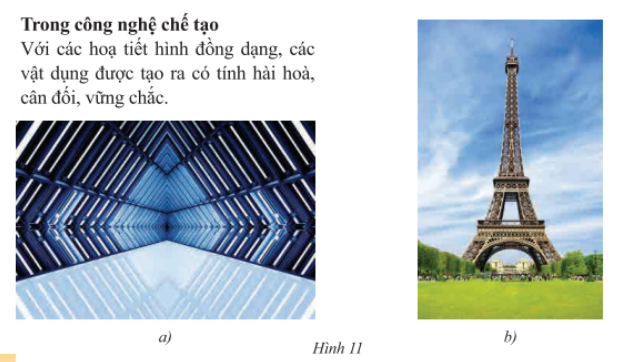 Trong công nghệ chế tạo
Với các hoạ tiết hình đồng dạng, các
vật dụng được tạo ra có tính hài hoà,
cân đối, vững chắc.
a)
b)
Hình 11